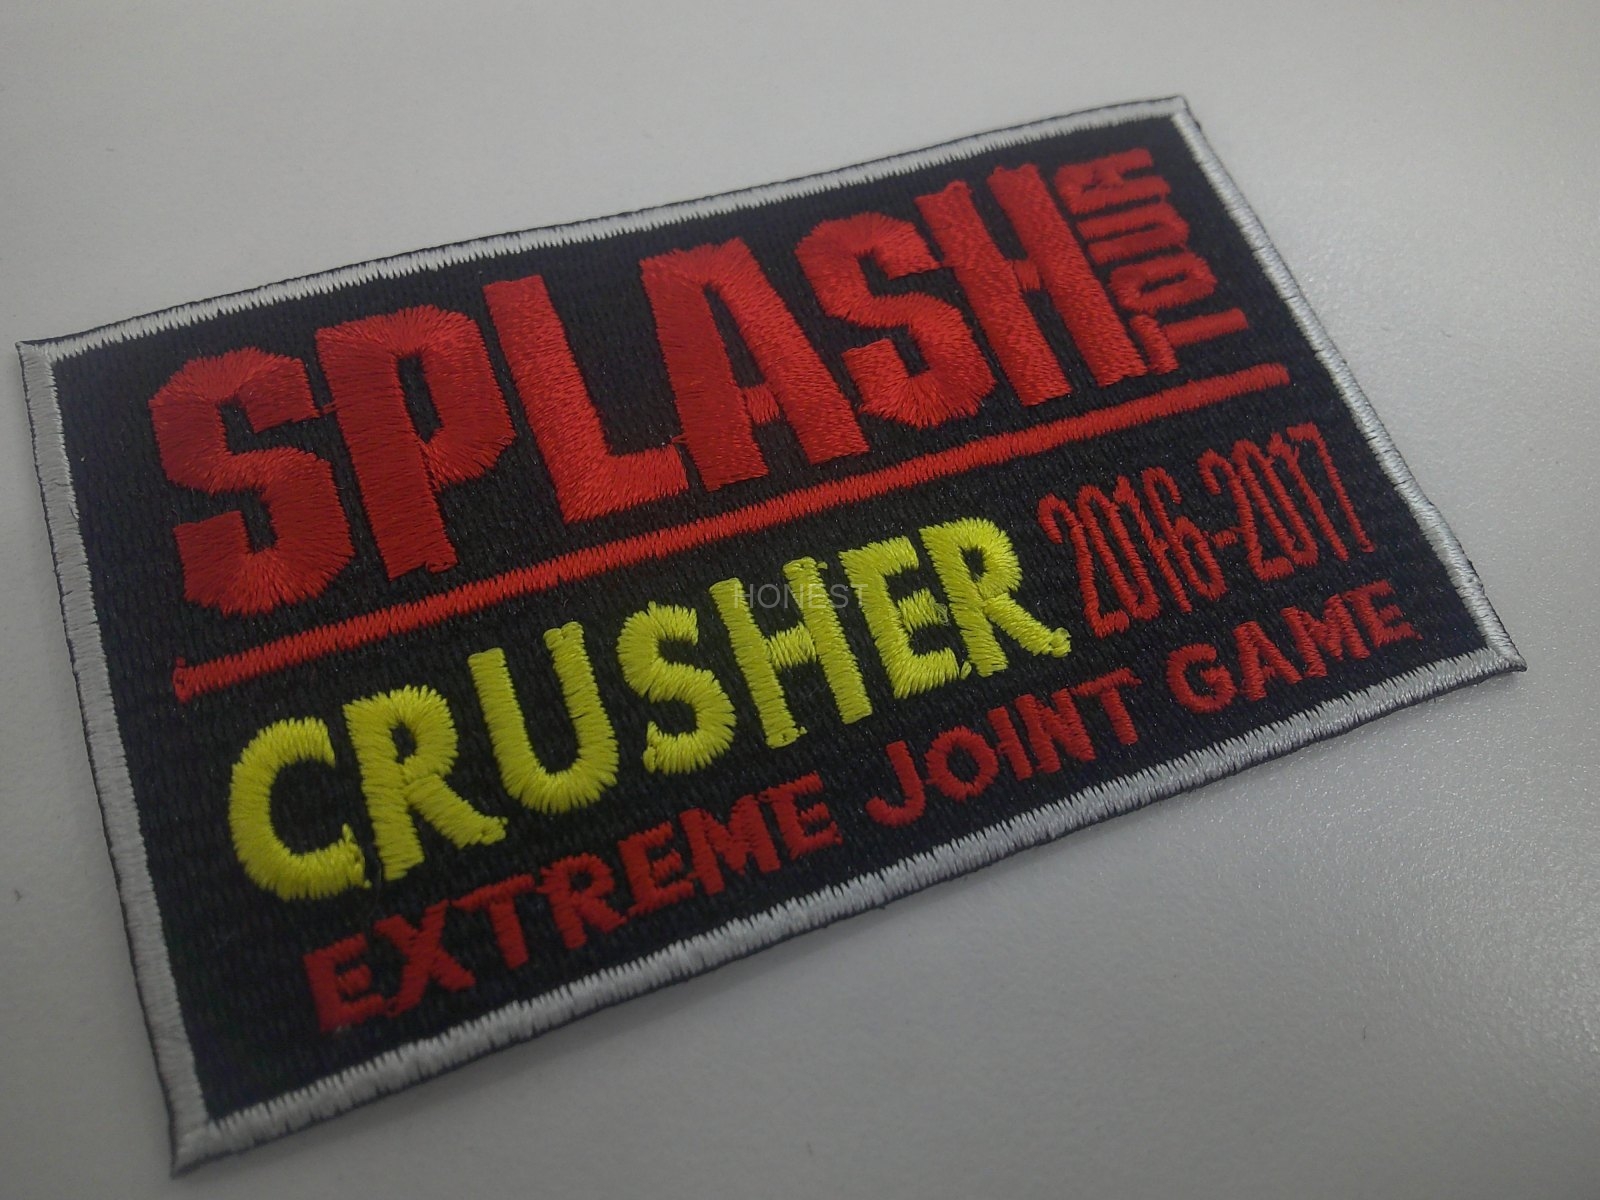 SPLASH TOUR
CRUSHER 2016-2017
EXTREME JOINT GAME
HONEST